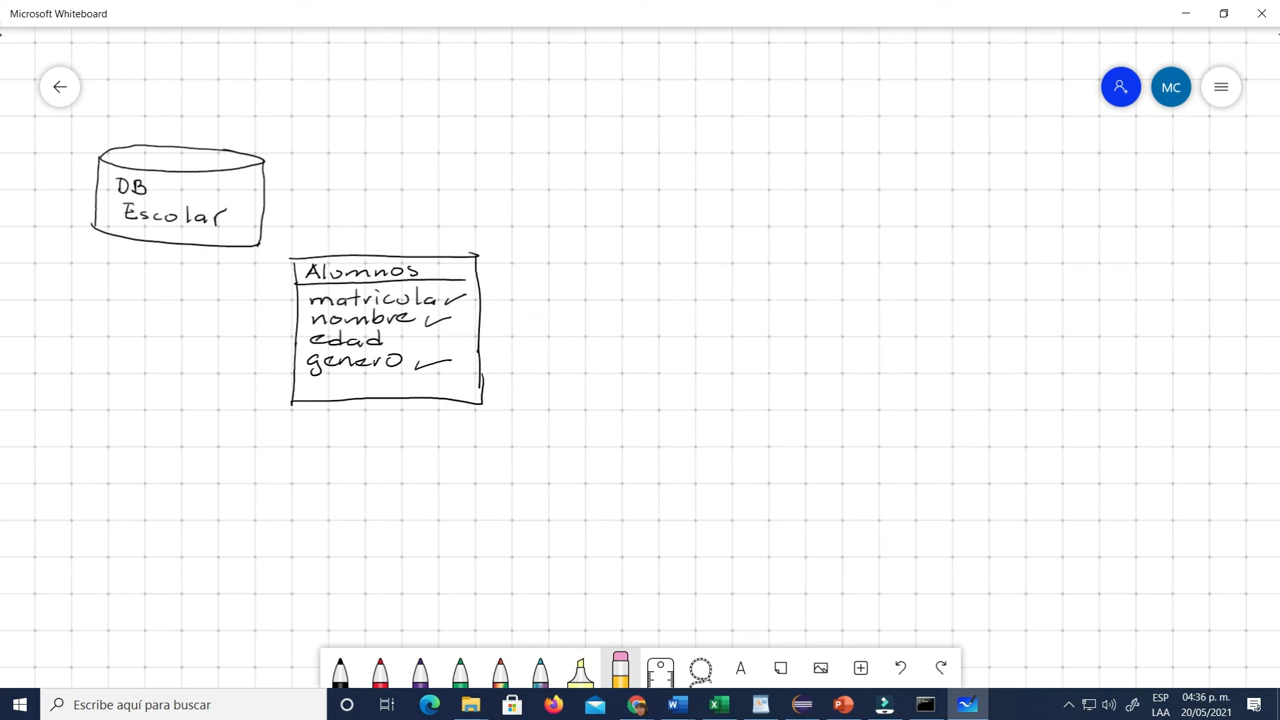 Microsoft Whiteboard
MC
DB
Escolar
Alumnos
matricula
nombre
edad
genero
A
Escribe aquí para buscar
ESP
LAA
04:36 p. m.
20/05/2021